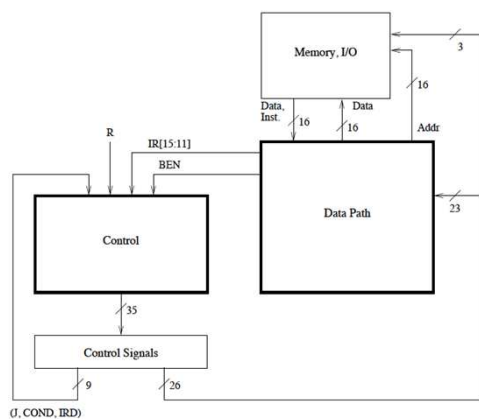 Memory, I/O
3
16
Data,
Inst.
16
16
Data
Addr
R
IR[15:11]
BEN
Control
Data Path
23
35
Control Signals
9
26
(J, COND, IRD)